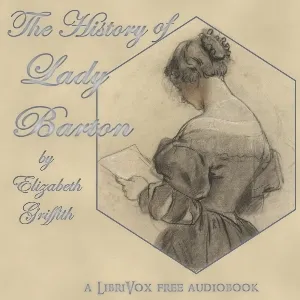 The History of
Lady
Barton
by
Elizabeth
Griffith
A LIBRIVOX FREE AUDIOBOOK